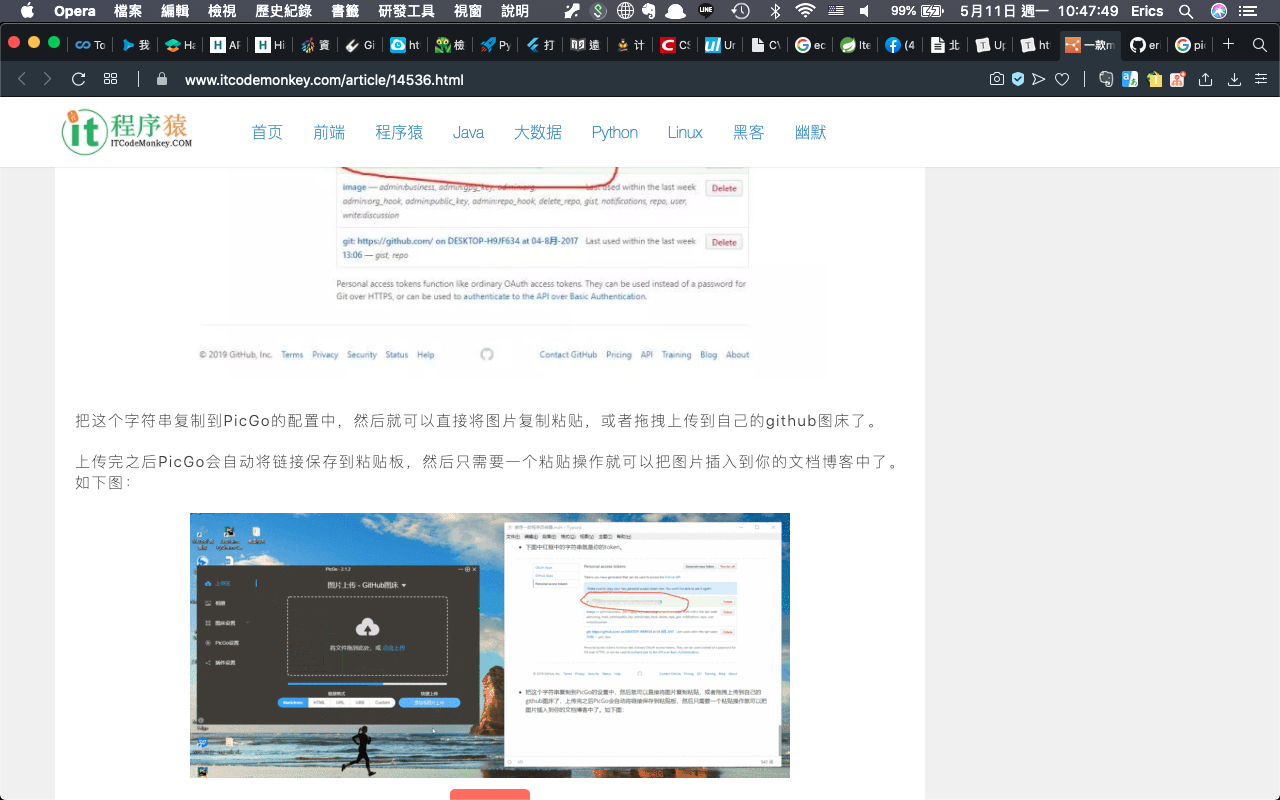 Opera 檔案 編輯 檢視 歷史紀錄 書籤 研發工具 視窗 說明 LINE 99% 5月11日 週一 10:47:49 Erics
To 我 Ha AF Hi 資 Gi ht 檢 Py 打 遠 计 CS Ur C\ ec Ite (4 北 Up ht 一款m er pic
www.itcodemonkey.com/article/14536.html
it程序猿 ITCodeMonkey.COM
首页 前端 程序猿 Java 大数据 Python Linux 黑客 幽默
image — admin:business, admin:gpg_key, admin:org, Last used within the last week Delete
admin:org_hook, admin:public_key, admin:repo_hook, delete_repo, gist, notifications, repo, user,
write:discussion
git: https://github.com/ on DESKTOP-H9JF634 at 04-8月-2017 Last used within the last week Delete
13:06 — gist, repo
Personal access tokens function like ordinary OAuth access tokens. They can be used instead of a password for
Git over HTTPS, or can be used to authenticate to the API over Basic Authentication.
© 2019 GitHub, Inc. Terms Privacy Security Status Help Contact GitHub Pricing API Training Blog About
把这个字符串复制到PicGo的配置中，然后就可以直接将图片复制粘贴，或者拖拽上传到自己的github图床了。
上传完之后PicGo会自动将链接保存到粘贴板，然后只需要一个粘贴操作就可以把图片插入到你的文档博客中了。
如下图：
PicGo - 2.1.2
图片上传 - GitHub图床
上传区
相册
图床设置
PicGo设置
插件设置
将文件拖到此处，或 点击上传
链接格式 快捷上传
Markdown HTML URL UBB Custom 剪贴板图片上传
下图中红框中的字符串就是你的token。
Personal access tokens
把这个字符串复制到PicGo的设置中，然后就可以直接将图片复制粘贴，或者拖拽上传到自己的
github图床了，上传完之后PicGo会自动将链接保存到粘贴板，然后只需要一个粘贴操作就可以把
图片插入到你的文档博客中了。如下图：